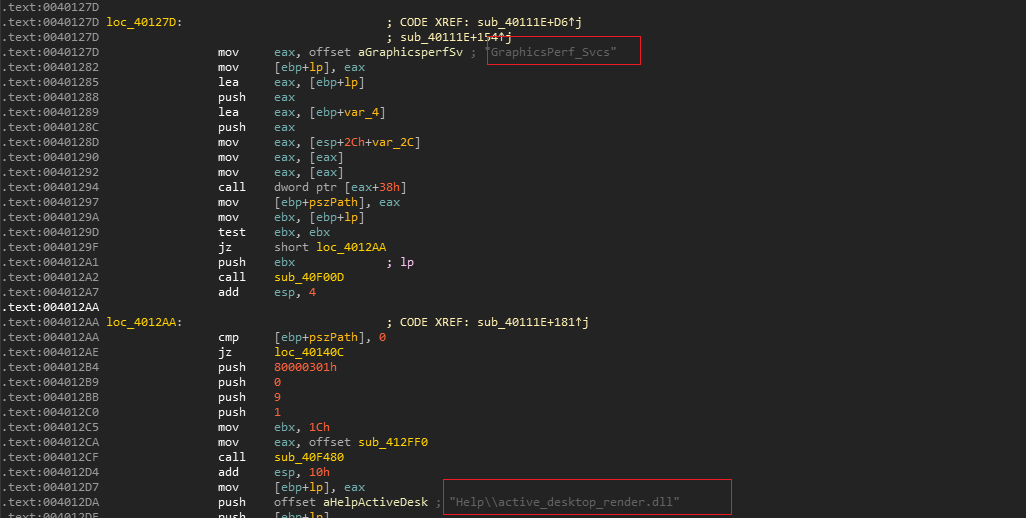 .text:0040127D
.text:0040127D loc_40127D: ; CODE XREF: sub_40111E+D6↑j
.text:0040127D ; sub_40111E+154↑j
.text:0040127D mov eax, offset aGraphicsperfSv ; "GraphicsPerf_Svcs"
.text:00401282 mov [ebp+lp], eax
.text:00401285 lea eax, [ebp+lp]
.text:00401288 push eax
.text:00401289 lea eax, [ebp+var_4]
.text:0040128C push eax
.text:0040128D mov eax, [esp+2Ch+var_2C]
.text:00401290 mov eax, [eax]
.text:00401292 mov eax, [eax]
.text:00401294 call dword ptr [eax+38h]
.text:00401297 mov [ebp+pszPath], eax
.text:0040129A mov ebx, [ebp+lp]
.text:0040129D test ebx, ebx
.text:0040129F jz short loc_4012AA
.text:004012A1 push ebx ; lp
.text:004012A2 call sub_40F00D
.text:004012A7 add esp, 4
.text:004012AA
.text:004012AA loc_4012AA: ; CODE XREF: sub_40111E+181↑j
.text:004012AA cmp [ebp+pszPath], 0
.text:004012AE jz loc_40140C
.text:004012B4 push 80000301h
.text:004012B9 push 0
.text:004012BB push 9
.text:004012C0 push 1
.text:004012C5 mov ebx, 1Ch
.text:004012CA mov eax, offset sub_412FF0
.text:004012CF call sub_40F480
.text:004012D4 add esp, 10h
.text:004012D7 mov [ebp+lp], eax
.text:004012DA push offset aHelpActiveDesk ; "Help\\active_desktop_render.dll"
.text:004012DF push [ebp+lp]